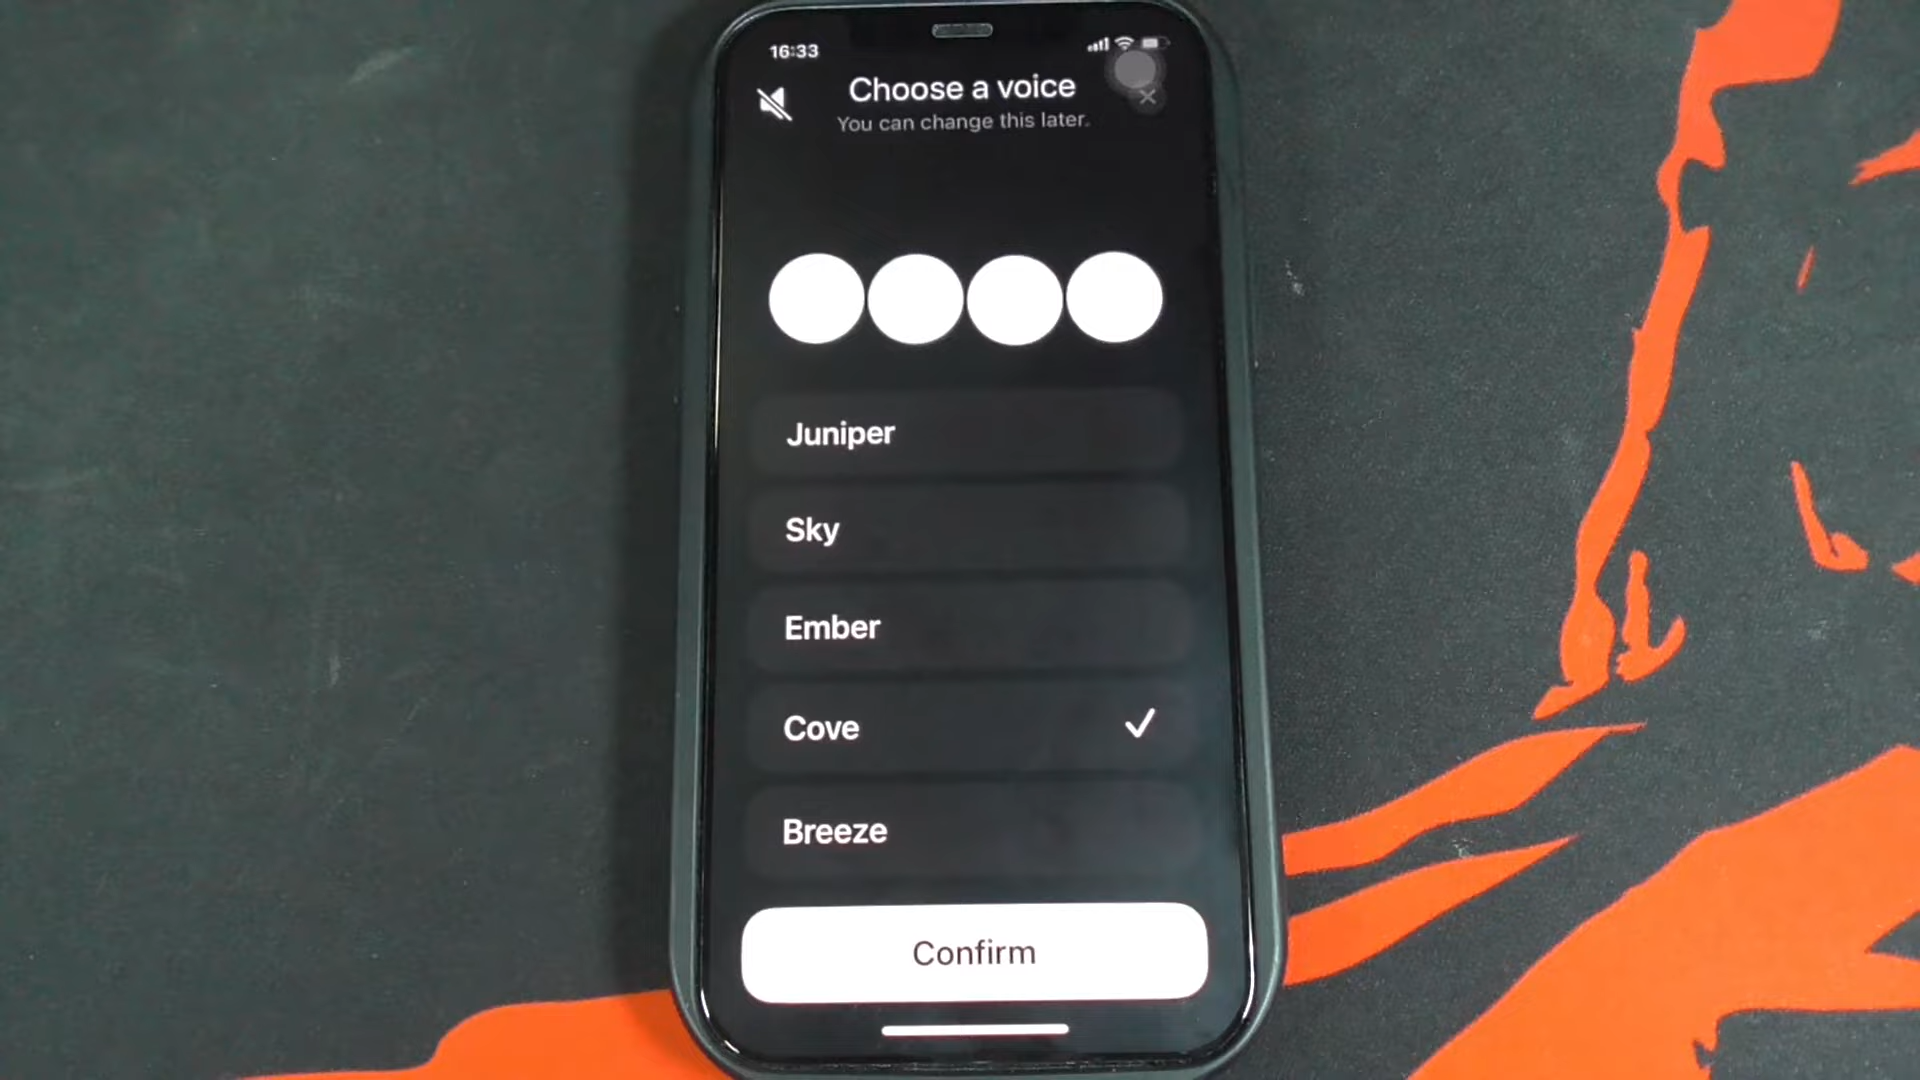 16:33
Choose a voice
You can change this later.
Juniper
Sky
Ember
Cove
Breeze
Confirm